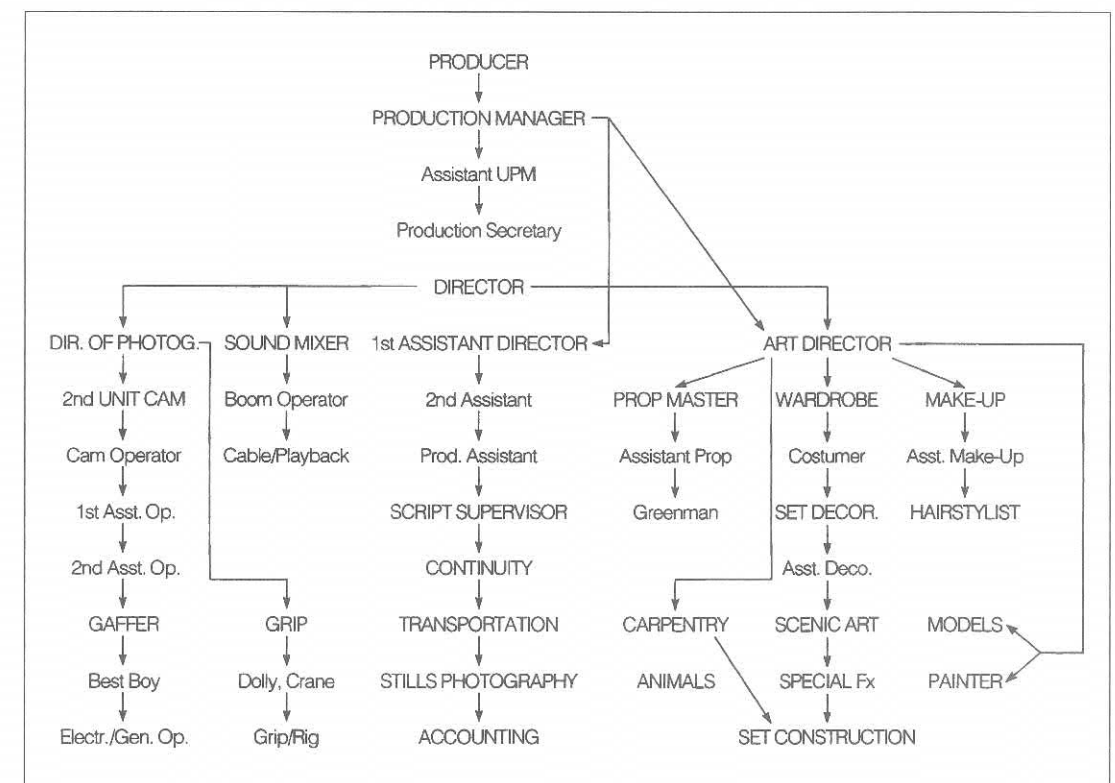 PRODUCER
PRODUCTION MANAGER
Assistant UPM
Production Secretary
DIRECTOR
DIR. OF PHOTOG. SOUND MIXER 1st ASSISTANT DIRECTOR ART DIRECTOR
2nd UNIT CAM Boom Operator 2nd Assistant PROP MASTER WARDROBE MAKE-UP
Cam Operator Cable/Playback Prod. Assistant Assistant Prop Costumer Asst. Make-Up
1st Asst. Op. SCRIPT SUPERVISOR Greenman SET DECOR. HAIRSTYLIST
2nd Asst. Op. CONTINUITY Asst. Deco.
GAFFER GRIP TRANSPORTATION CARPENTRY SCENIC ART MODELS
Best Boy Dolly, Crane STILLS PHOTOGRAPHY ANIMALS SPECIAL Fx PAINTER
Electr./Gen. Op. Grip/Rig ACCOUNTING SET CONSTRUCTION